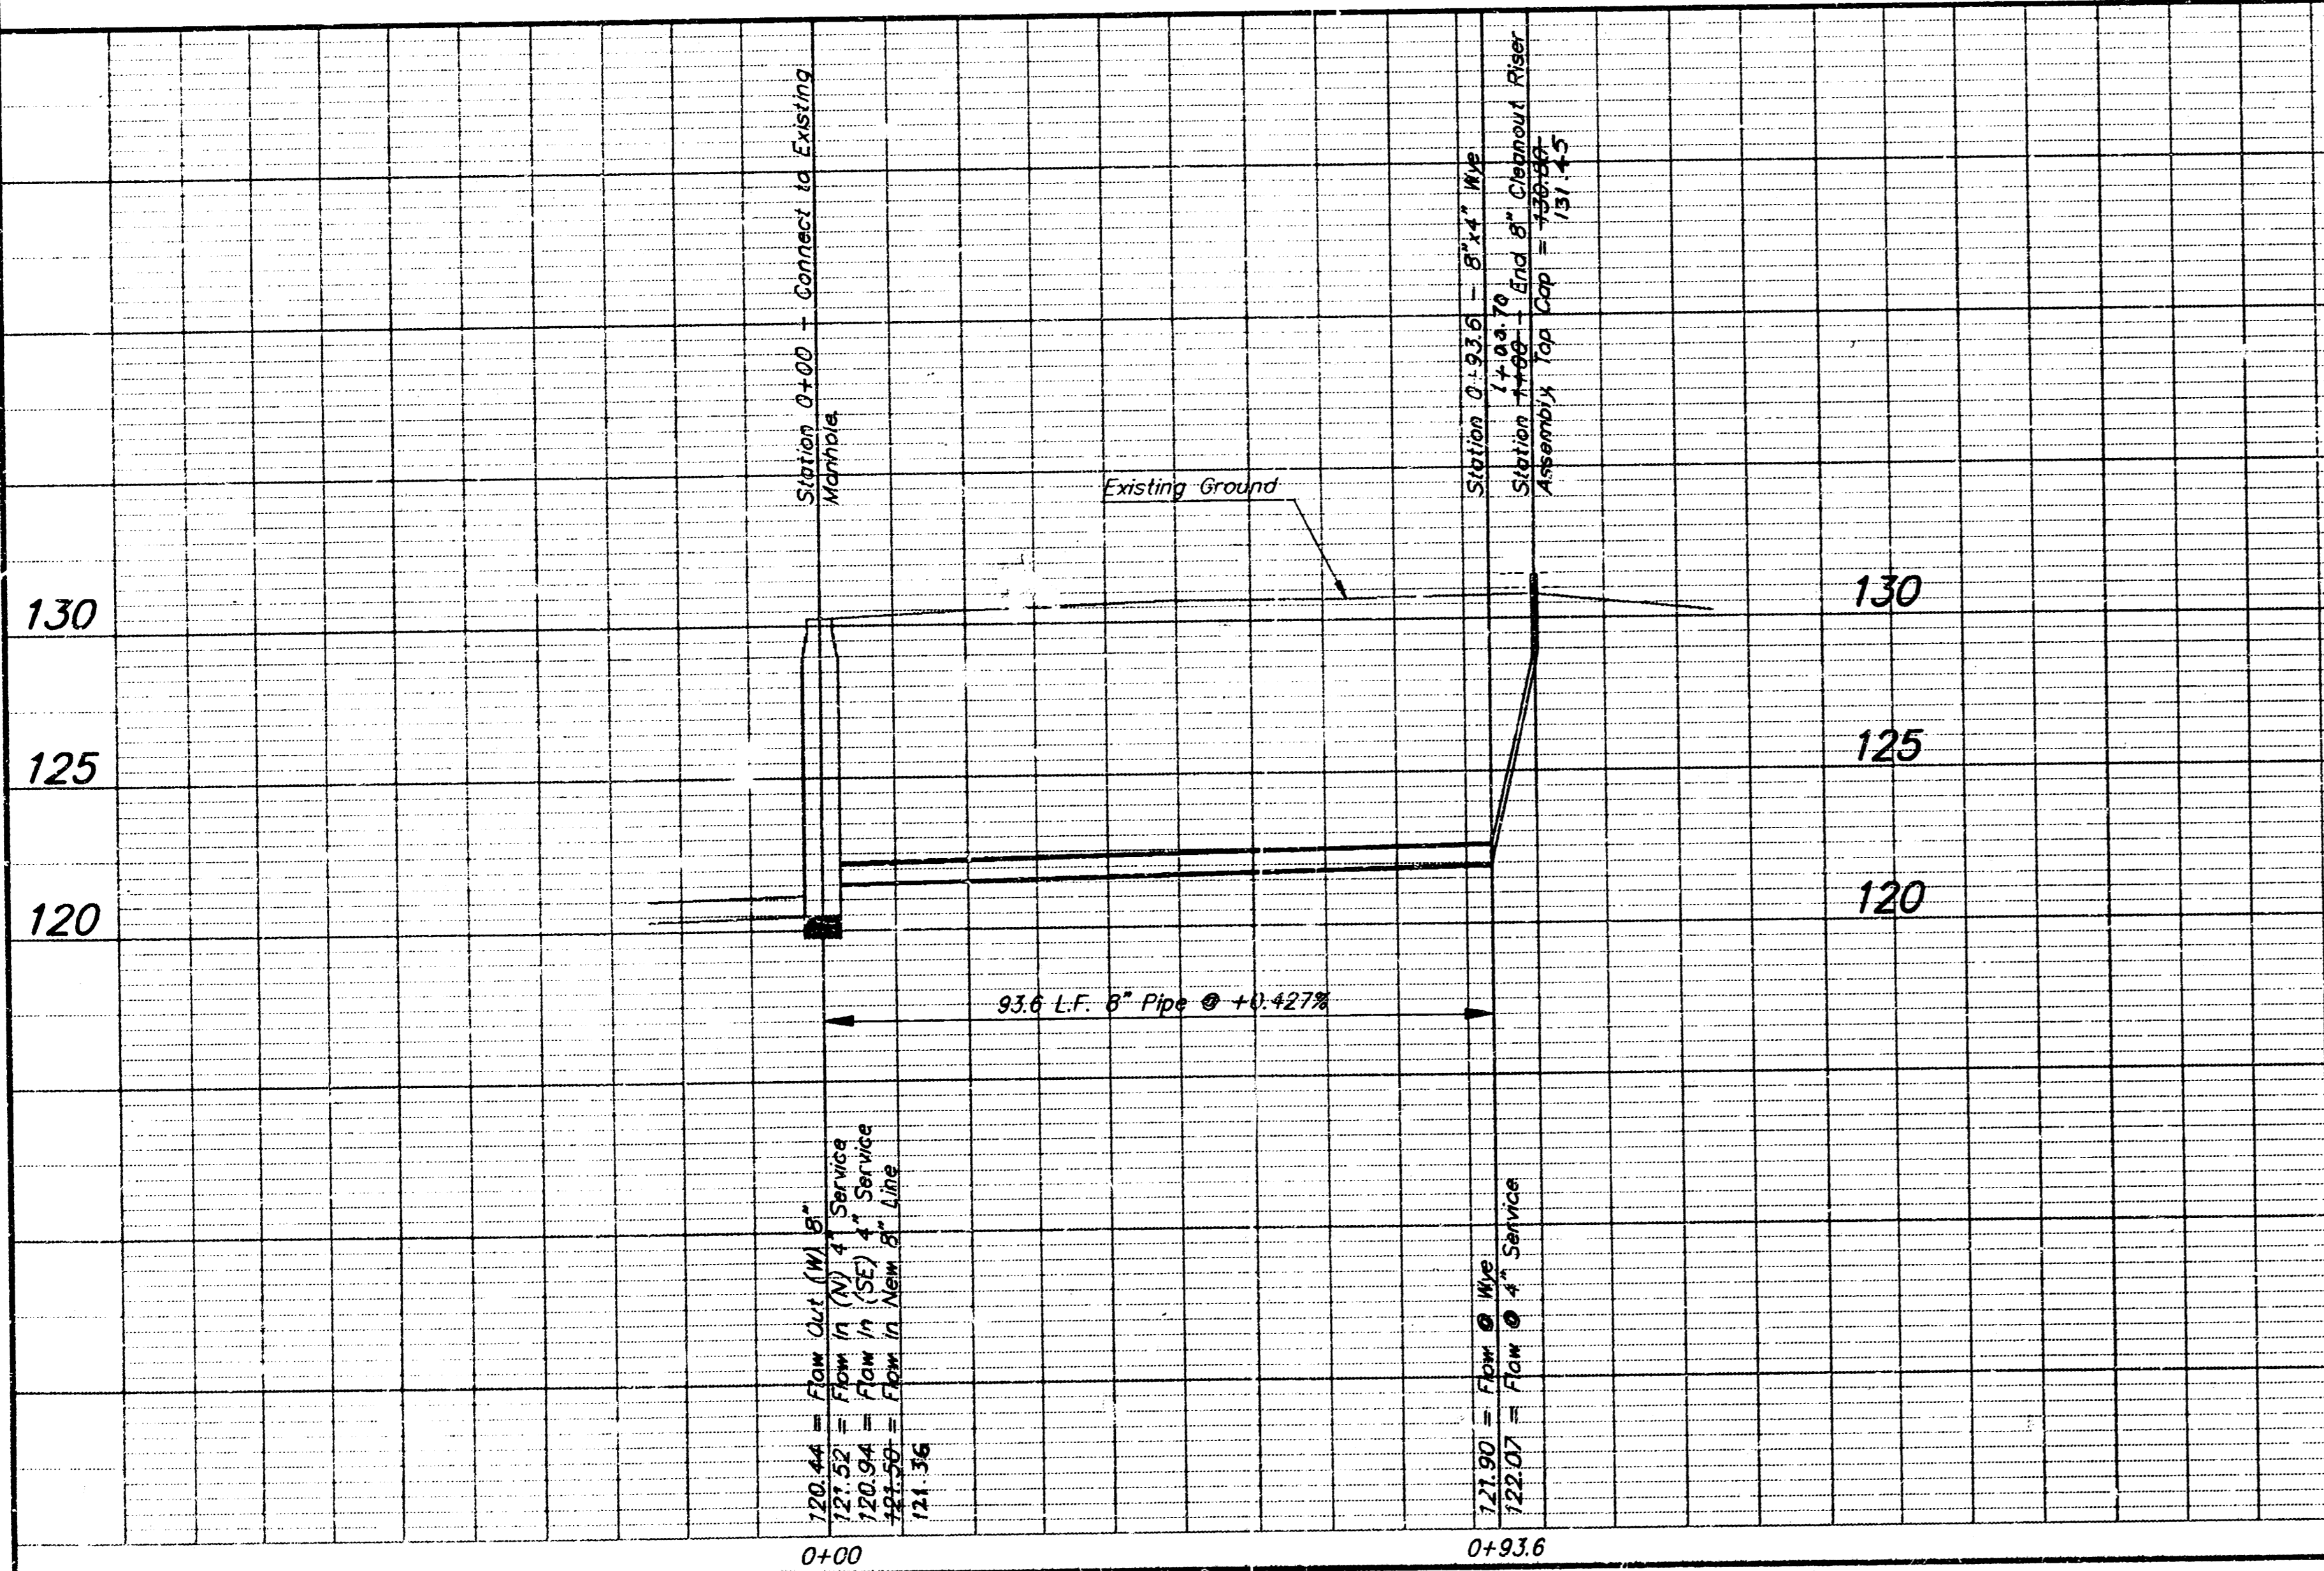 Station 0+00 - Connect to Existing
Manhole
Station 0+93.6 - 8"x4" Wye
Station 1+00 - End 8" Cleanout Riser
Assembly, Top Cap = 130.80
131.45
Existing Ground
130
130
125
125
120
120
93.6 L.F. 8" Pipe @ +0.427%
120.44 = Flow Out (W) 8"
121.52 = Flow In (N) 4" Service
120.94 = Flow In (SE) 4" Service
121.50 = Flow in New 8" Line
121.36
121.90 = Flow @ Wye
122.07 = Flow @ 4" Service
0+00
0+93.6